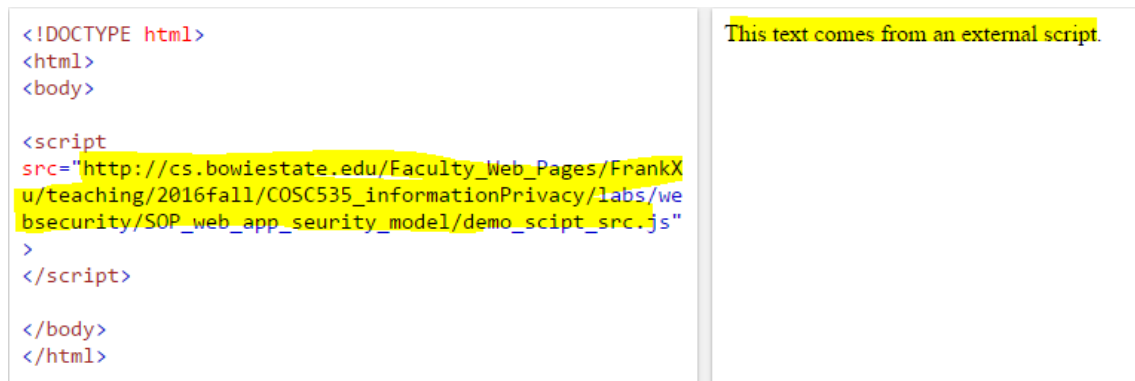 <!DOCTYPE html>
<html>
<body>
<script
src="http://cs.bowiestate.edu/Faculty_Web_Pages/FrankX
u/teaching/2016fall/COSC535_informationPrivacy/labs/we
bsecurity/SOP_web_app_seurity_model/demo_scipt_src.js"
>
</script>
</body>
</html>
This text comes from an external script.